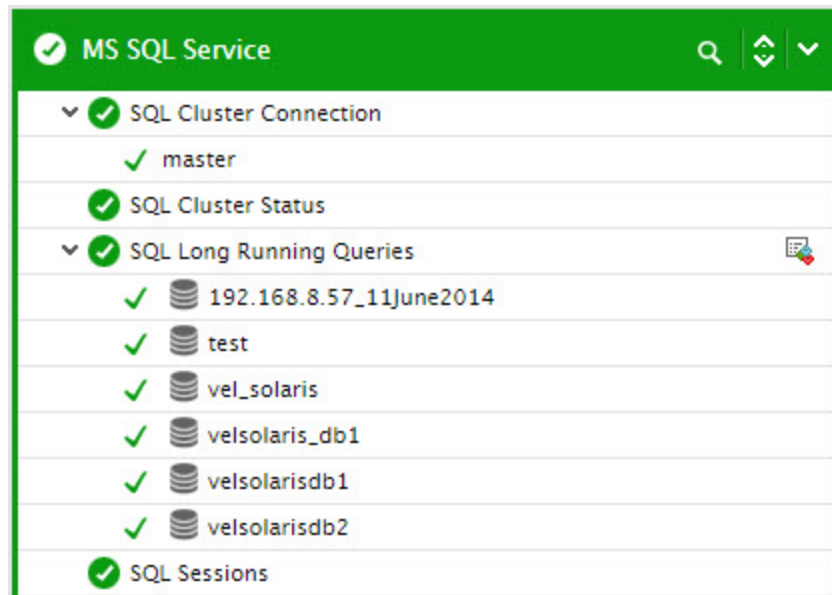 MS SQL Service
SQL Cluster Connection
master
SQL Cluster Status
SQL Long Running Queries
192.168.8.57_11June2014
test
vel_solaris
velsolaris_db1
velsolarisdb1
velsolarisdb2
SQL Sessions